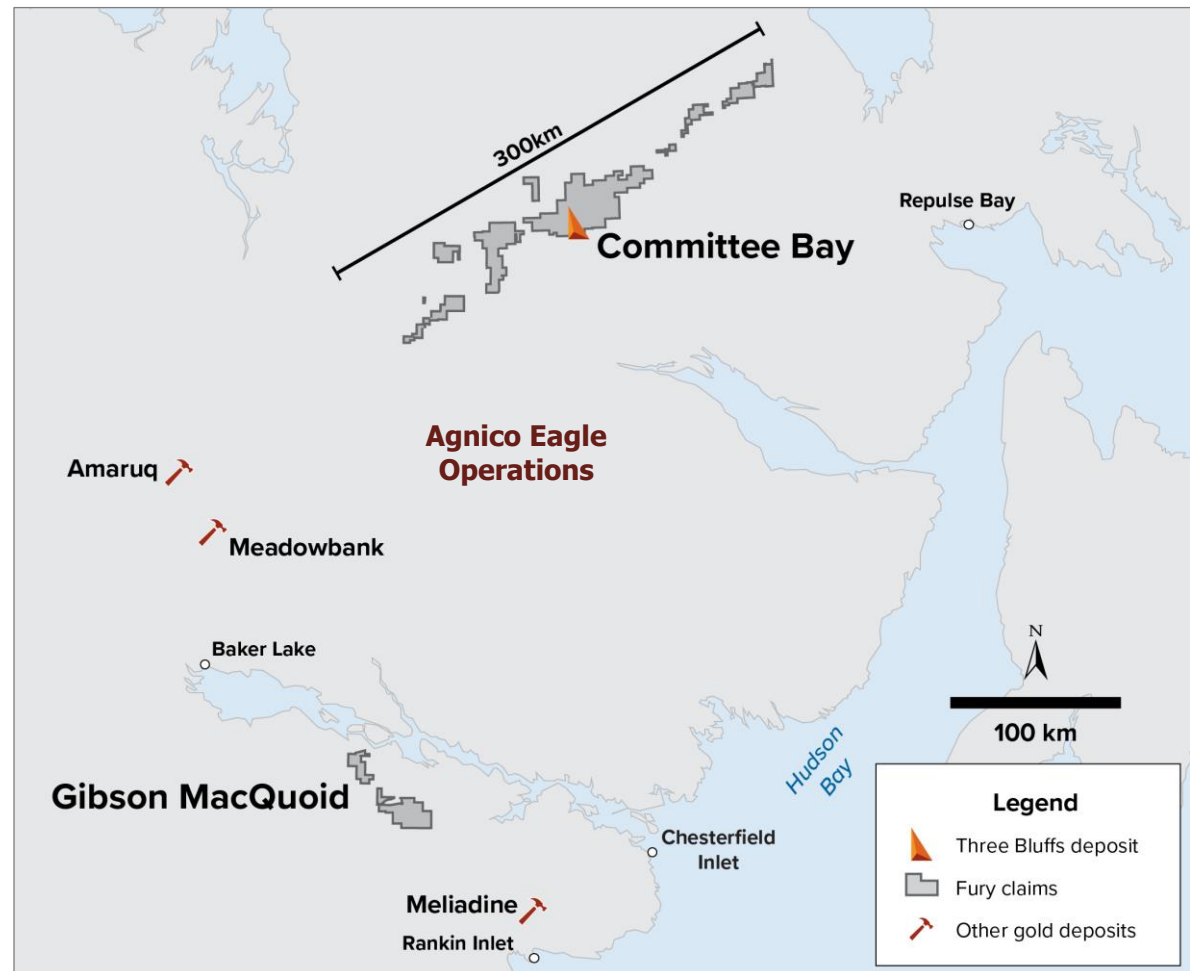 300km
Repulse Bay
Committee Bay
Agnico Eagle
Operations
Amaruq
Meadowbank
Baker Lake
N
100 km
Hudson
Bay
Gibson MacQuoid
Chesterfield
Inlet
Meliadine
Rankin Inlet
Legend
Three Bluffs deposit
Fury claims
Other gold deposits